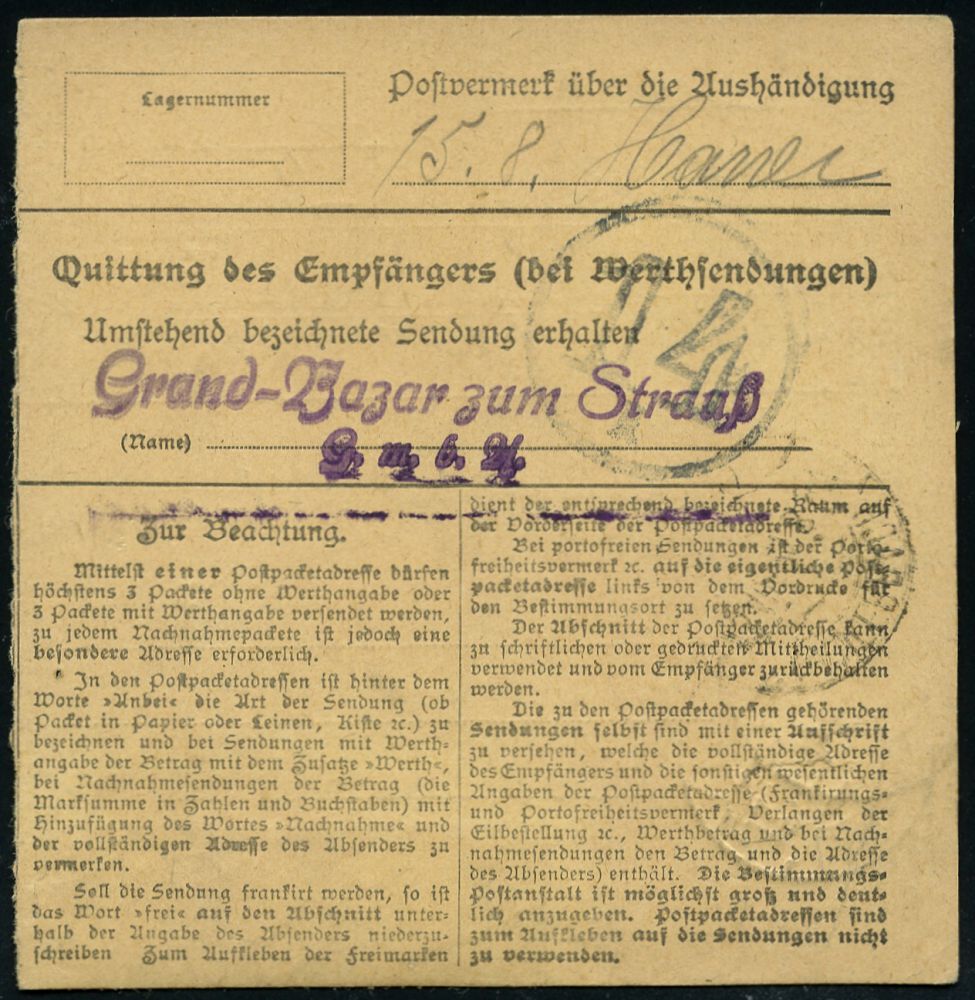 Lagernummer
Postvermerk über die Aushändigung
15. 8.
Quittung des Empfängers (bei Werthsendungen)
Umstehend bezeichnete Sendung erhalten
Grand-Bazar zum Strauß
(Name)
G. m. b. H.
14
Zur Beachtung.
Mittelst einer Postpacketadresse dürfen
höchstens 3 Packete ohne Werthangabe oder
3 Packete mit Werthangabe versendet werden,
zu jedem Nachnahmepackete ist jedoch eine
besondere Adresse erforderlich.
In den Postpacketadressen ist hinter dem
Worte »Anbei« die Art der Sendung (ob
Packet in Papier oder Leinen, Kiste ꝛc.) zu
bezeichnen und bei Sendungen mit Werth-
angabe der Betrag mit dem Zusatze »Werth«,
bei Nachnahmesendungen der Betrag (die
Marksumme in Zahlen und Buchstaben) mit
Hinzufügung des Wortes »Nachnahme« und
der vollständigen Adresse des Absenders zu
vermerken.
Soll die Sendung frankirt werden, so ist
das Wort »frei« auf den Abschnitt unter-
halb der Angabe des Absenders niederzu-
schreiben Zum Aufkleben der Freimarken
dient der entsprechend bezeichnete Raum auf
der Vorderseite der Postpacketadresse.
Bei portofreien Sendungen ist der Porto-
freiheitsvermerk ꝛc. auf die eigentliche Post-
packetadresse links von dem Vordrucke für
den Bestimmungsort zu setzen.
Der Abschnitt der Postpacketadresse kann
zu schriftlichen oder gedruckten Mittheilungen
verwendet und vom Empfänger zurückbehalten
werden.
Die zu den Postpacketadressen gehörenden
Sendungen selbst sind mit einer Aufschrift
zu versehen, welche die vollständige Adresse
des Empfängers und die sonstigen wesentlichen
Angaben der Postpacketadresse (Frankirungs-
und Portofreiheitsvermerk, Verlangen der
Eilbestellung ꝛc., Werthbetrag und bei Nach-
nahmesendungen den Betrag und die Adresse
des Absenders) enthält. Die Bestimmungs-
Postanstalt ist möglichst groß und deut-
lich anzugeben. Postpacketadressen sind
zum Aufkleben auf die Sendungen nicht
zu verwenden.